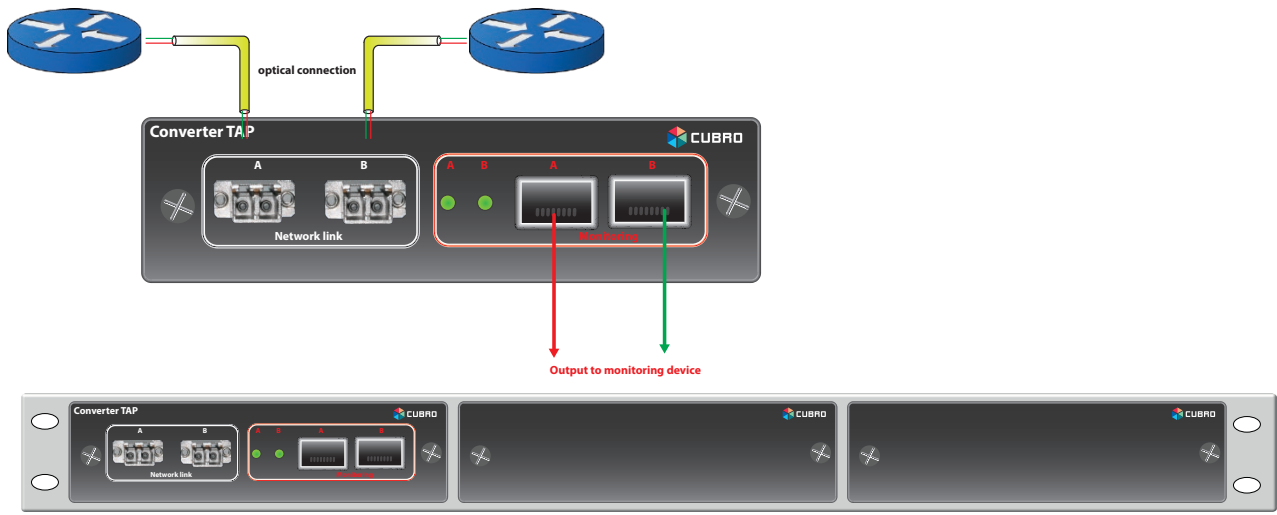 optical connection
Converter TAP
CUBRO
A B
A B A B
Network link
Monitoring
Output to monitoring device
Converter TAP
CUBRO
CUBRO
CUBRO
A B
A B A B
Network link
Monitoring